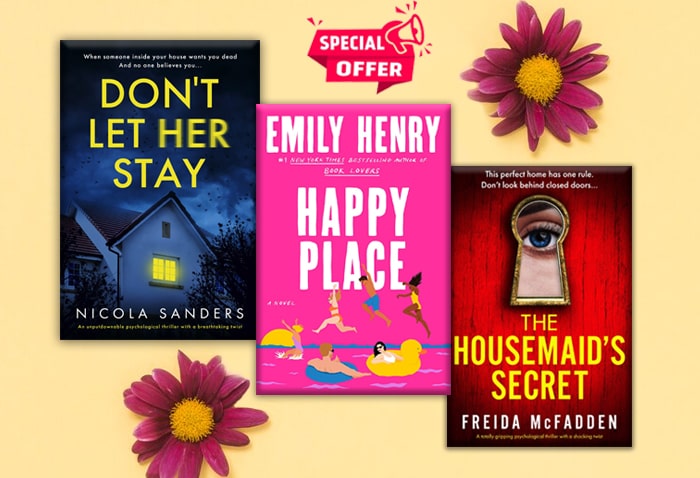 SPECIAL
OFFER
When someone inside your house wants you dead
And no one believes you...
DON'T
LET HER
STAY
NICOLA SANDERS
An unputdownable psychological thriller with a breathtaking twist
EMILY HENRY
#1 NEW YORK TIMES BESTSELLING AUTHOR OF
BOOK LOVERS
HAPPY
PLACE
A NOVEL
This perfect home has one rule.
Don't look behind closed doors...
THE
HOUSEMAID'S
SECRET
FREIDA McFADDEN
A totally gripping psychological thriller with a shocking twist